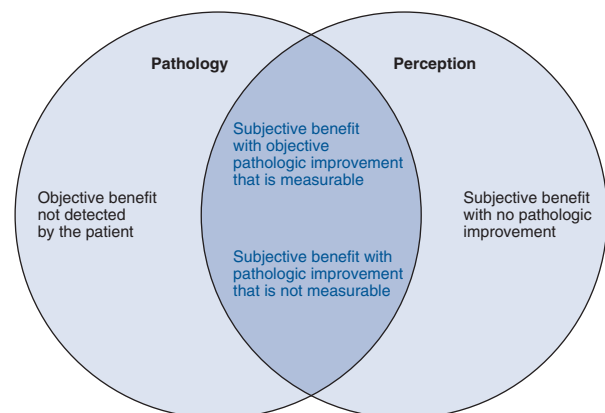 Pathology
Perception
Subjective benefit
with objective
pathologic improvement
that is measurable
Objective benefit
not detected
by the patient
Subjective benefit
with no pathologic
improvement
Subjective benefit with
pathologic improvement
that is not measurable